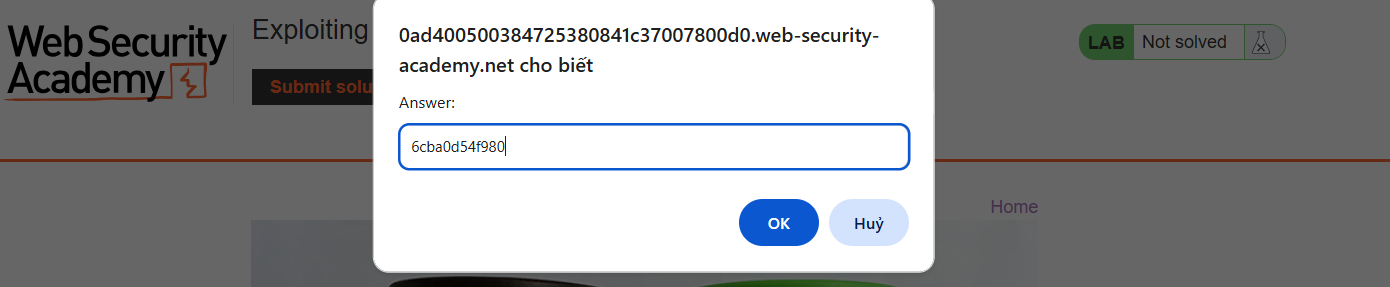 Web Security
Academy
Exploiting
Submit solu
LAB Not solved
0ad400500384725380841c37007800d0.web-security-
academy.net cho biết
Answer:
6cba0d54f980
OK Huỷ
Home